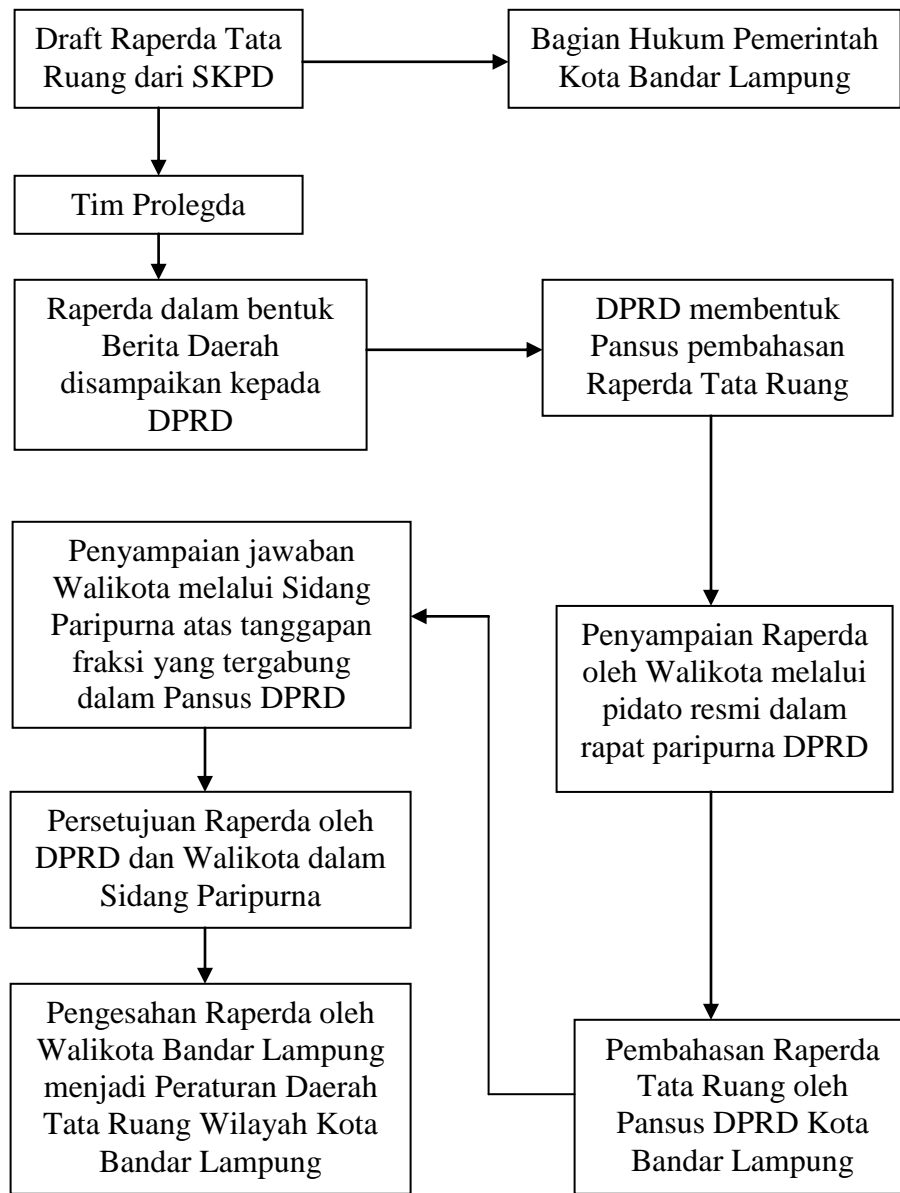 Draft Raperda Tata
Ruang dari SKPD
Bagian Hukum Pemerintah
Kota Bandar Lampung
Tim Prolegda
Raperda dalam bentuk
Berita Daerah
disampaikan kepada
DPRD
DPRD membentuk
Pansus pembahasan
Raperda Tata Ruang
Penyampaian Raperda
oleh Walikota melalui
pidato resmi dalam
rapat paripurna DPRD
Pembahasan Raperda
Tata Ruang oleh
Pansus DPRD Kota
Bandar Lampung
Penyampaian jawaban
Walikota melalui Sidang
Paripurna atas tanggapan
fraksi yang tergabung
dalam Pansus DPRD
Persetujuan Raperda oleh
DPRD dan Walikota dalam
Sidang Paripurna
Pengesahan Raperda oleh
Walikota Bandar Lampung
menjadi Peraturan Daerah
Tata Ruang Wilayah Kota
Bandar Lampung